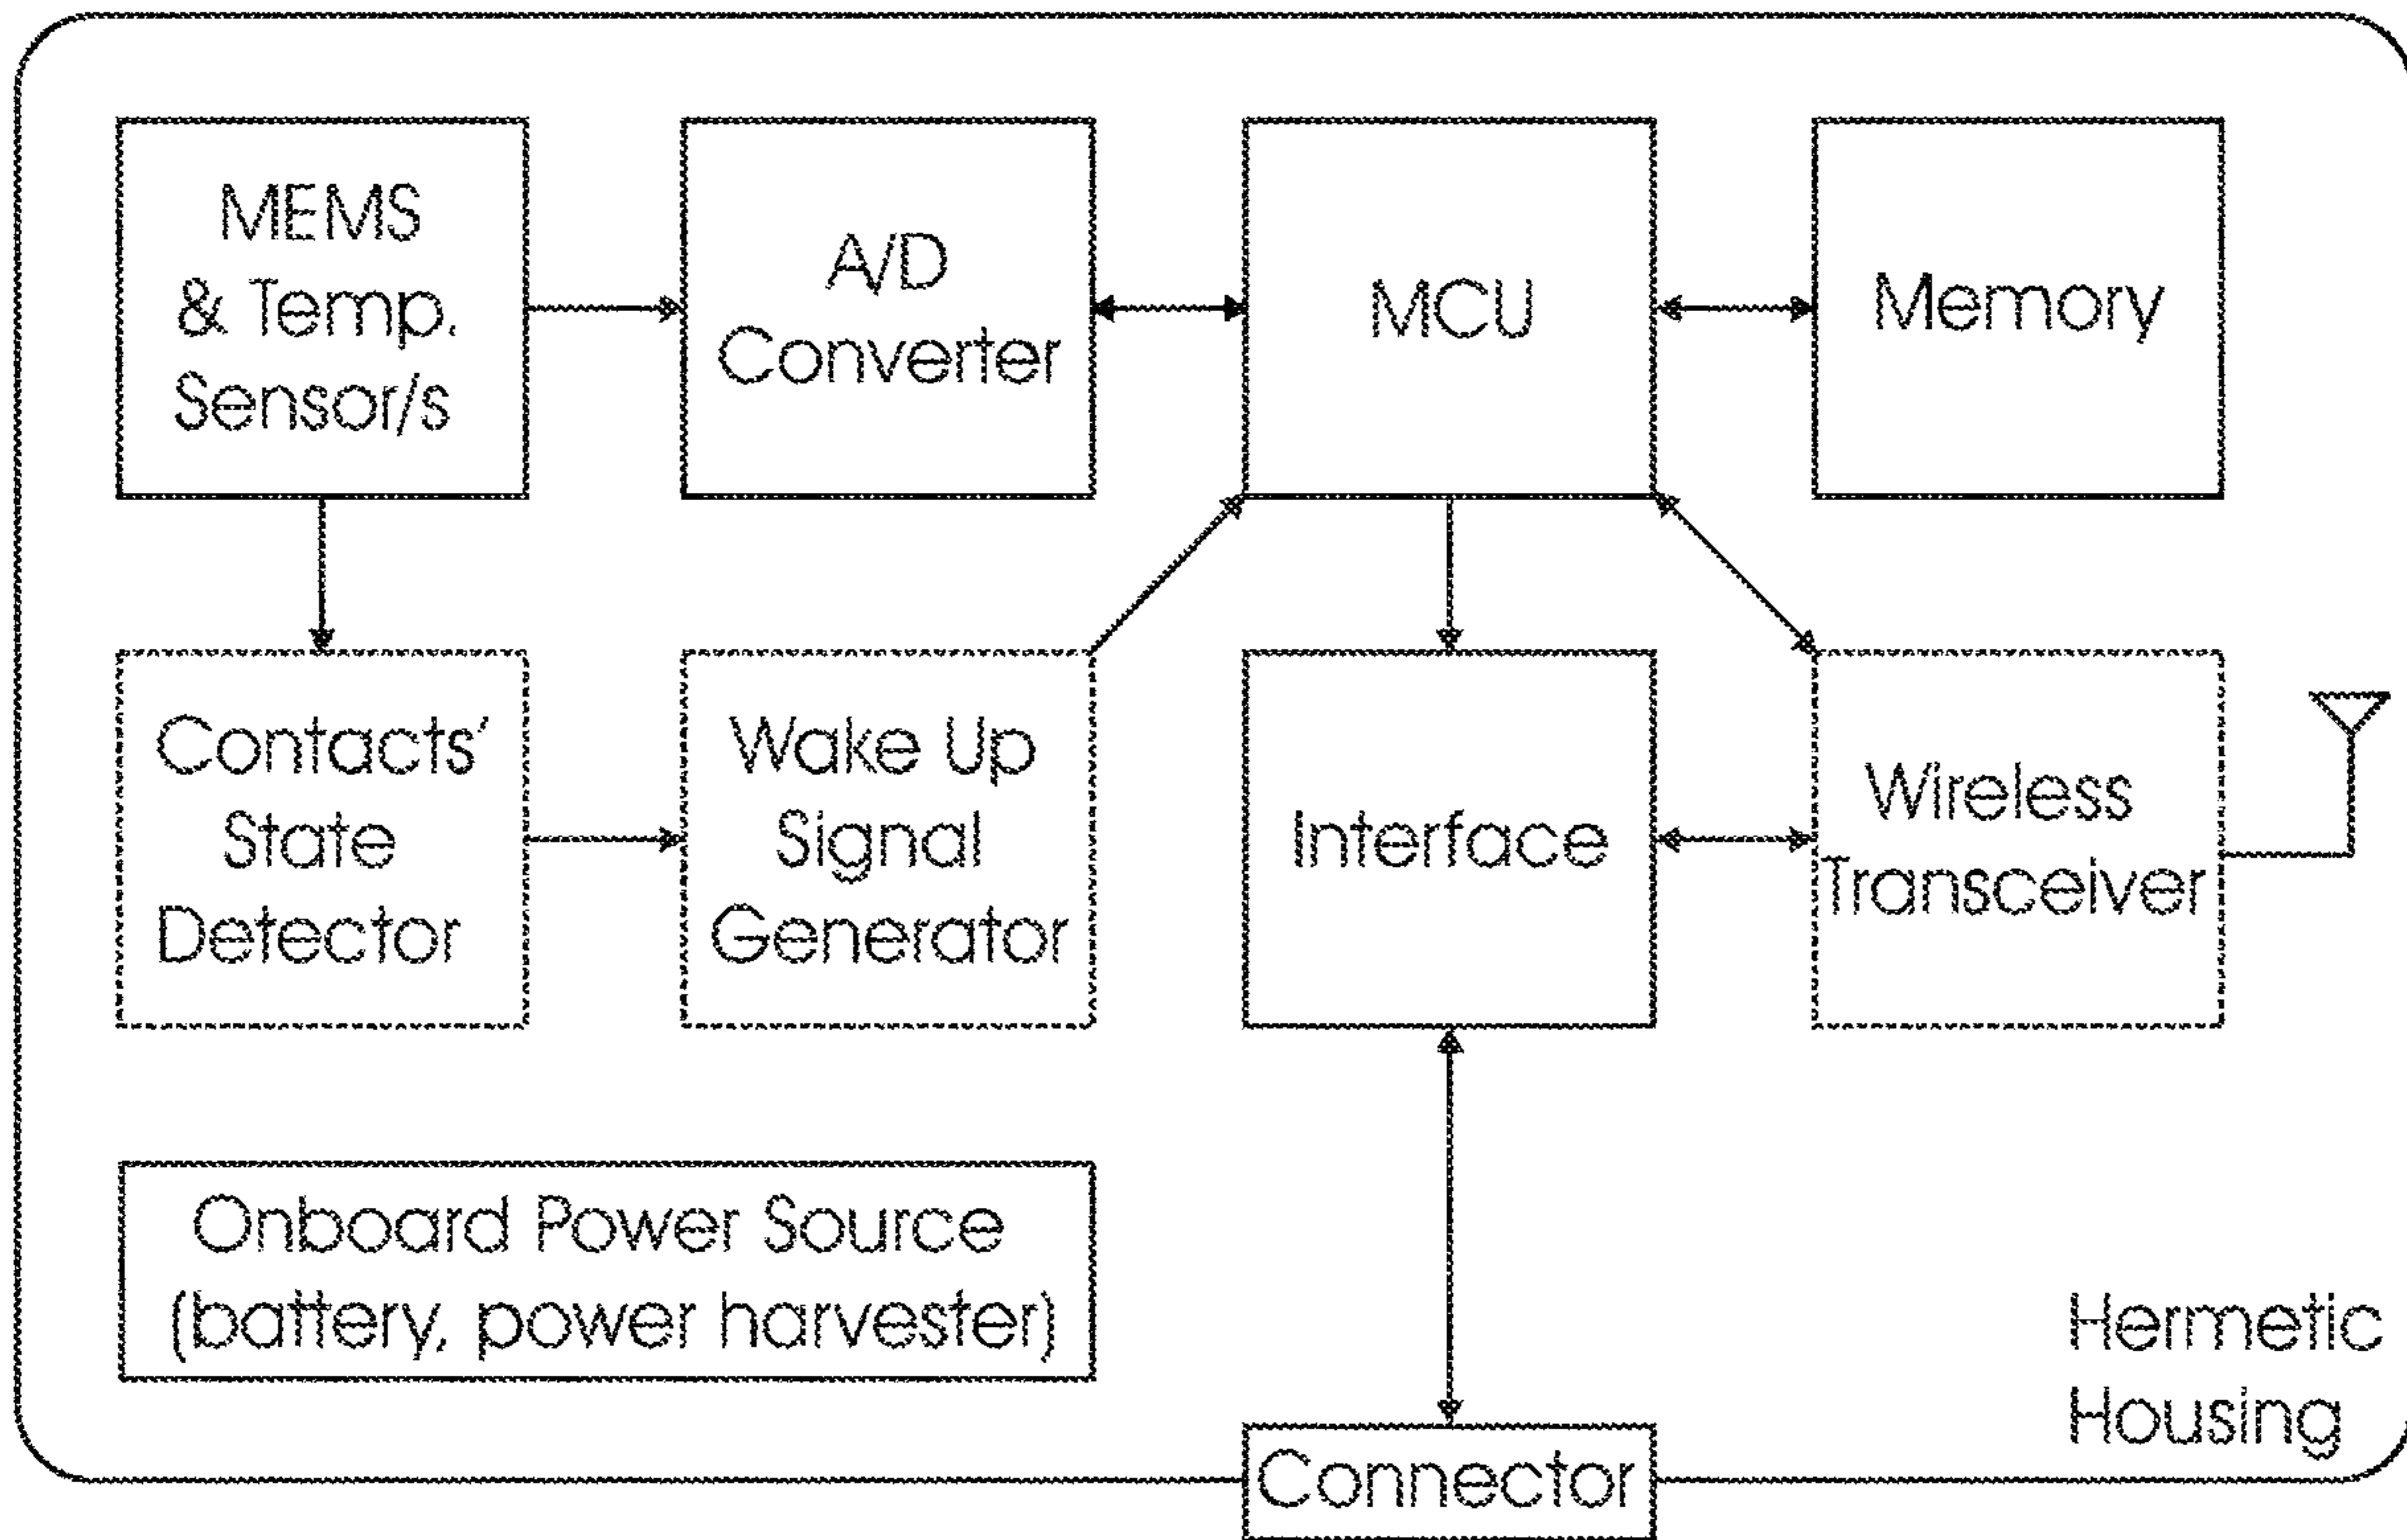 MEMS
& Temp.
Sensor/s
A/D
Converter
MCU
Memory
Contacts'
State
Detector
Wake Up
Signal
Generator
Interface
Wireless
Transceiver
Onboard Power Source
(battery, power harvester)
Hermetic
Housing
Connector